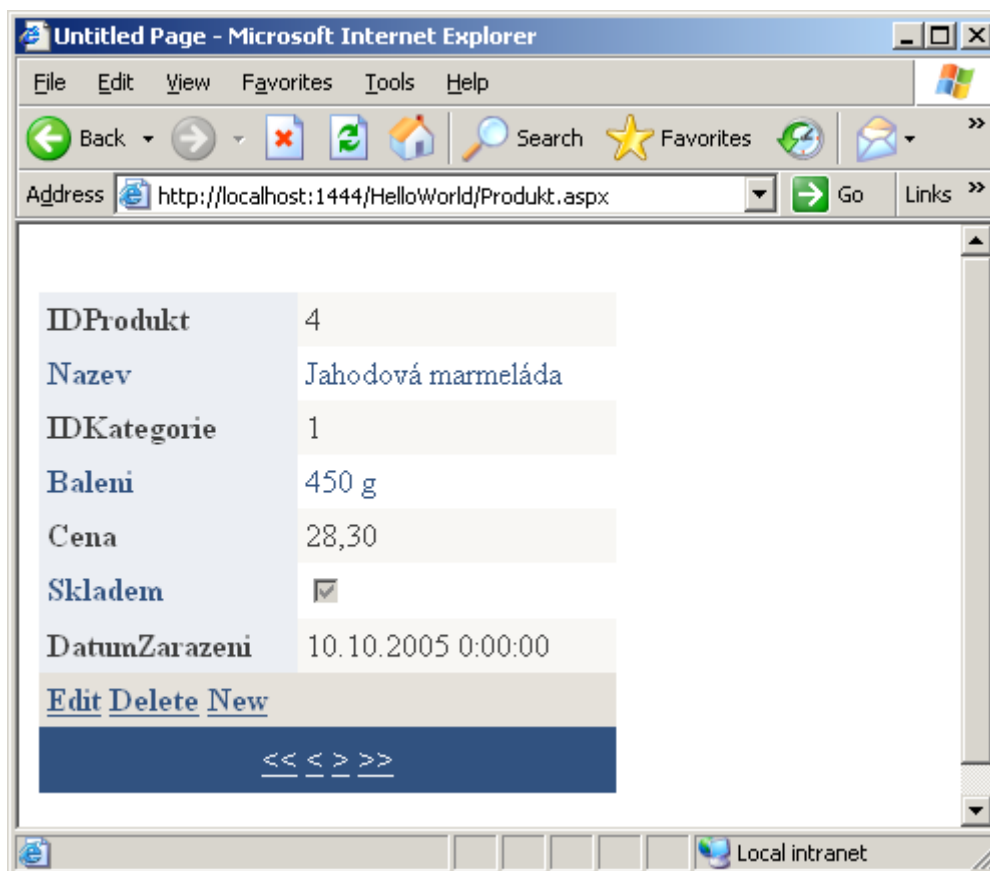 Untitled Page - Microsoft Internet Explorer
File Edit View Favorites Tools Help
Back Search Favorites »
Address http://localhost:1444/HelloWorld/Produkt.aspx Go Links »
IDProdukt 4
Nazev Jahodová marmeláda
IDKategorie 1
Baleni 450 g
Cena 28,30
Skladem
DatumZarazeni 10.10.2005 0:00:00
Edit Delete New
<< < > >>
Local intranet